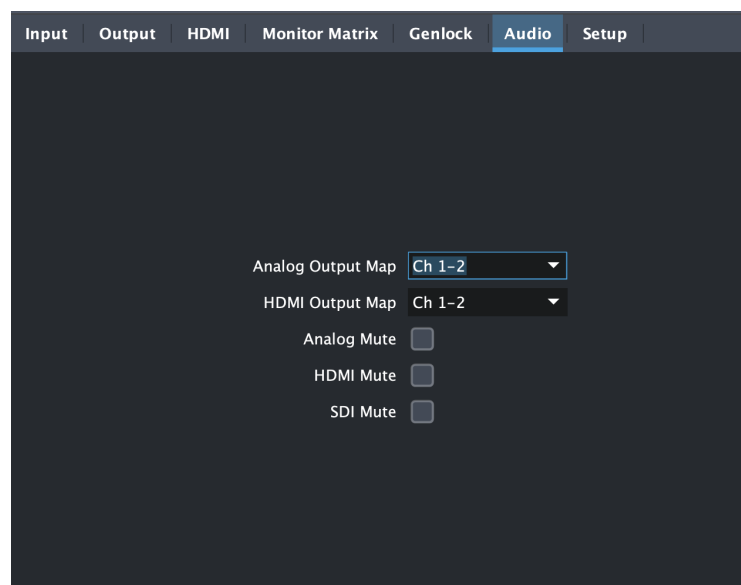 Input Output HDMI Monitor Matrix Genlock Audio Setup
Analog Output Map Ch 1-2
HDMI Output Map Ch 1-2
Analog Mute
HDMI Mute
SDI Mute